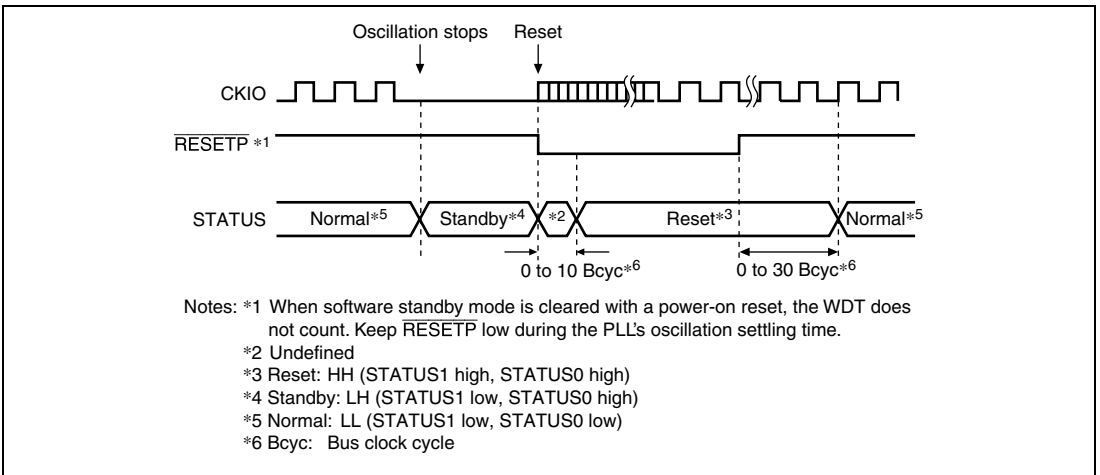 Oscillation stops Reset
CKIO
RESETP *1
STATUS Normal*5 Standby*4 *2 Reset*3 Normal*5
0 to 10 Bcyc*6 0 to 30 Bcyc*6
Notes: *1 When software standby mode is cleared with a power-on reset, the WDT does
not count. Keep RESETP low during the PLL's oscillation settling time.
*2 Undefined
*3 Reset: HH (STATUS1 high, STATUS0 high)
*4 Standby: LH (STATUS1 low, STATUS0 high)
*5 Normal: LL (STATUS1 low, STATUS0 low)
*6 Bcyc: Bus clock cycle